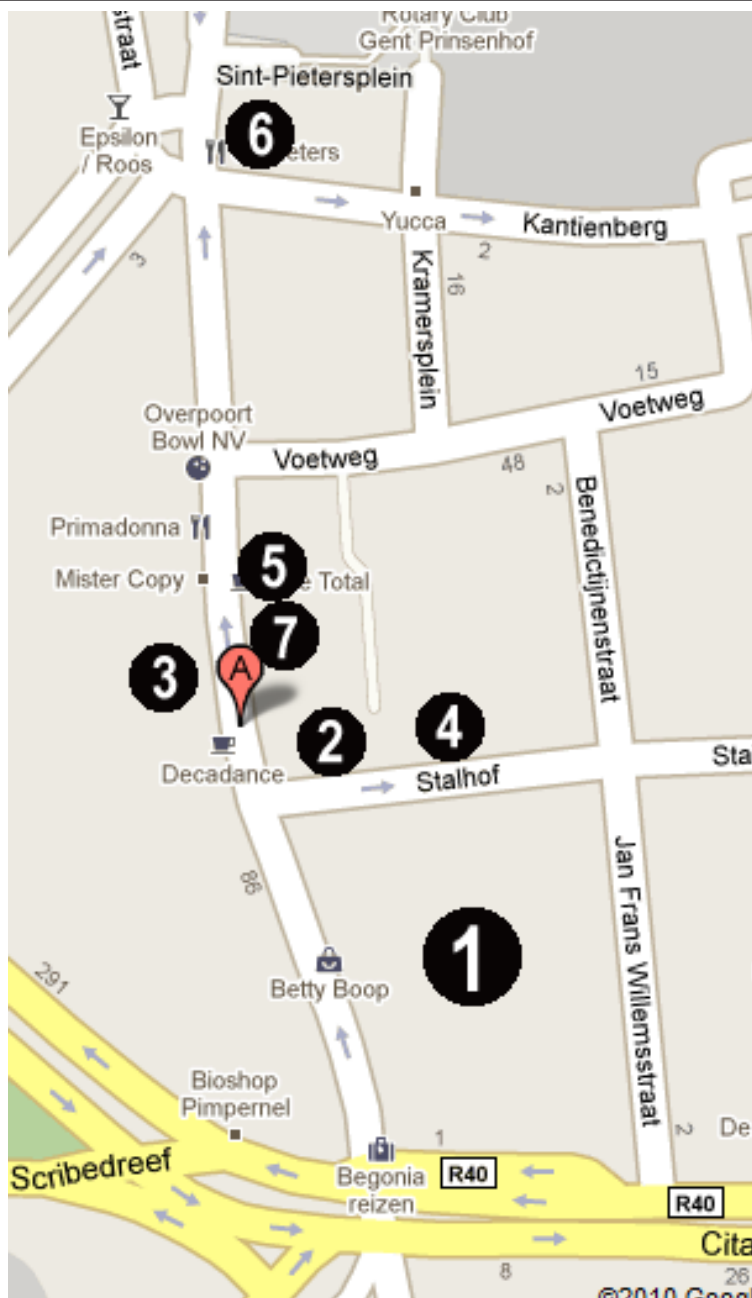 Rotary Club
Gent Prinsenhof
straat
Sint-Pietersplein
Epsilon
/ Roos
6
eters
Yucca
2
Kantienberg
3
Kramersplein
16
15
Voetweg
Overpoort
Bowl NV
Voetweg
48
2
Benedictijnenstraat
Primadonna
Mister Copy
5
e Total
7
3
A
2
4
Decadance
Stalhof
Sta
86
Jan Frans Willemsstraat
1
Betty Boop
291
Bioshop
Pimpernel
1
2
De
Scribedreef
Begonia
reizen
R40
R40
Cita
8
26
©2010 Goog